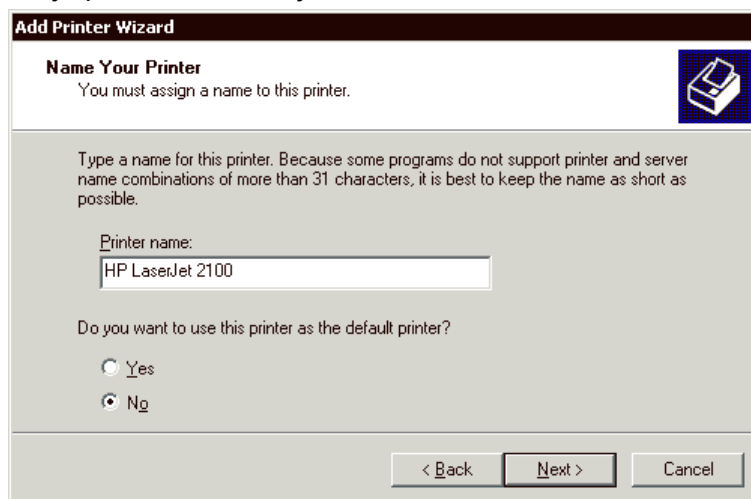 Add Printer Wizard
Name Your Printer
You must assign a name to this printer.
Type a name for this printer. Because some programs do not support printer and server
name combinations of more than 31 characters, it is best to keep the name as short as
possible.
Printer name:
HP LaserJet 2100
Do you want to use this printer as the default printer?
Yes
No
< Back
Next >
Cancel